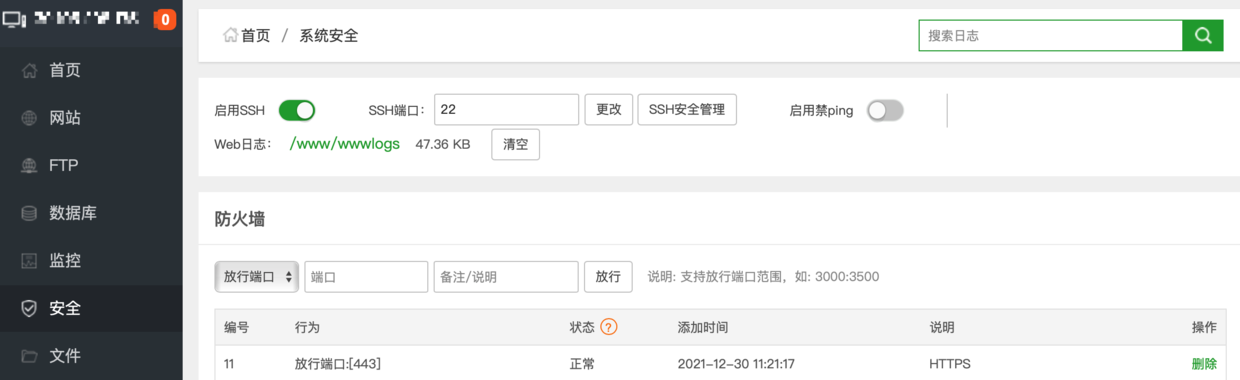 0
首页
网站
FTP
数据库
监控
安全
文件
首页 / 系统安全
搜索日志
启用SSH SSH端口: 22 更改 SSH安全管理 启用禁ping
Web日志: /www/wwwlogs 47.36 KB 清空
防火墙
放行端口 端口 备注/说明 放行 说明: 支持放行端口范围，如: 3000:3500
编号 行为 状态 ? 添加时间 说明 操作
11 放行端口:[443] 正常 2021-12-30 11:21:17 HTTPS 删除